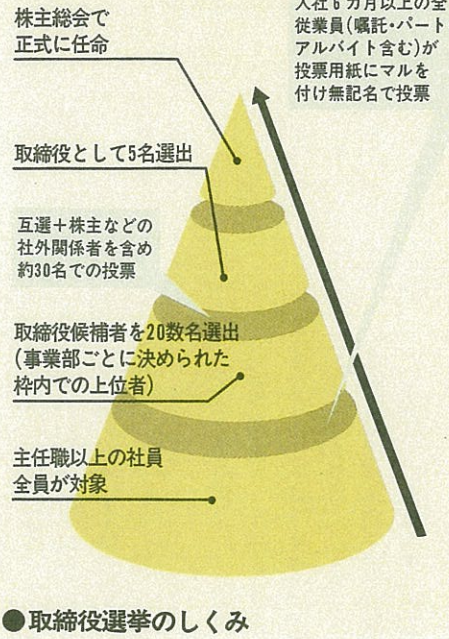 入社6カ月以上の全
従業員(嘱託・パート
アルバイト含む)が
投票用紙にマルを
付け無記名で投票
株主総会で
正式に任命
取締役として5名選出
互選+株主などの
社外関係者を含め
約30名での投票
取締役候補者を20数名選出
(事業部ごとに決められた
枠内での上位者)
主任職以上の社員
全員が対象
●取締役選挙のしくみ